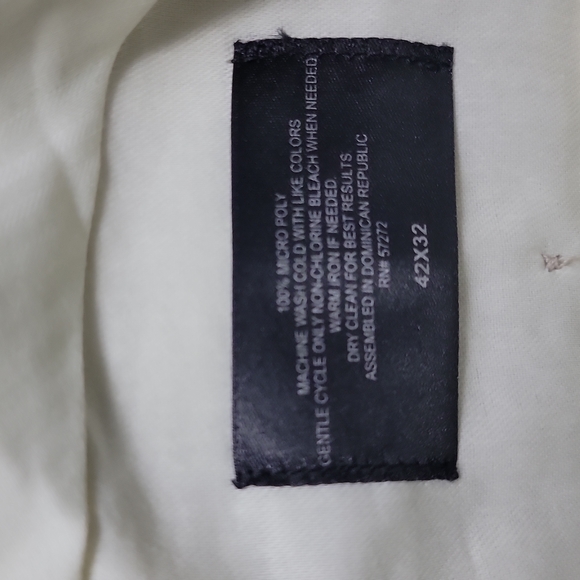 100% MICRO POLY
MACHINE WASH COLD WITH LIKE COLORS
GENTLE CYCLE ONLY NON-CHLORINE BLEACH WHEN NEEDED
WARM IRON IF NEEDED.
DRY CLEAN FOR BEST RESULTS
ASSEMBLED IN DOMINICAN REPUBLIC
RN# 57272
42X32